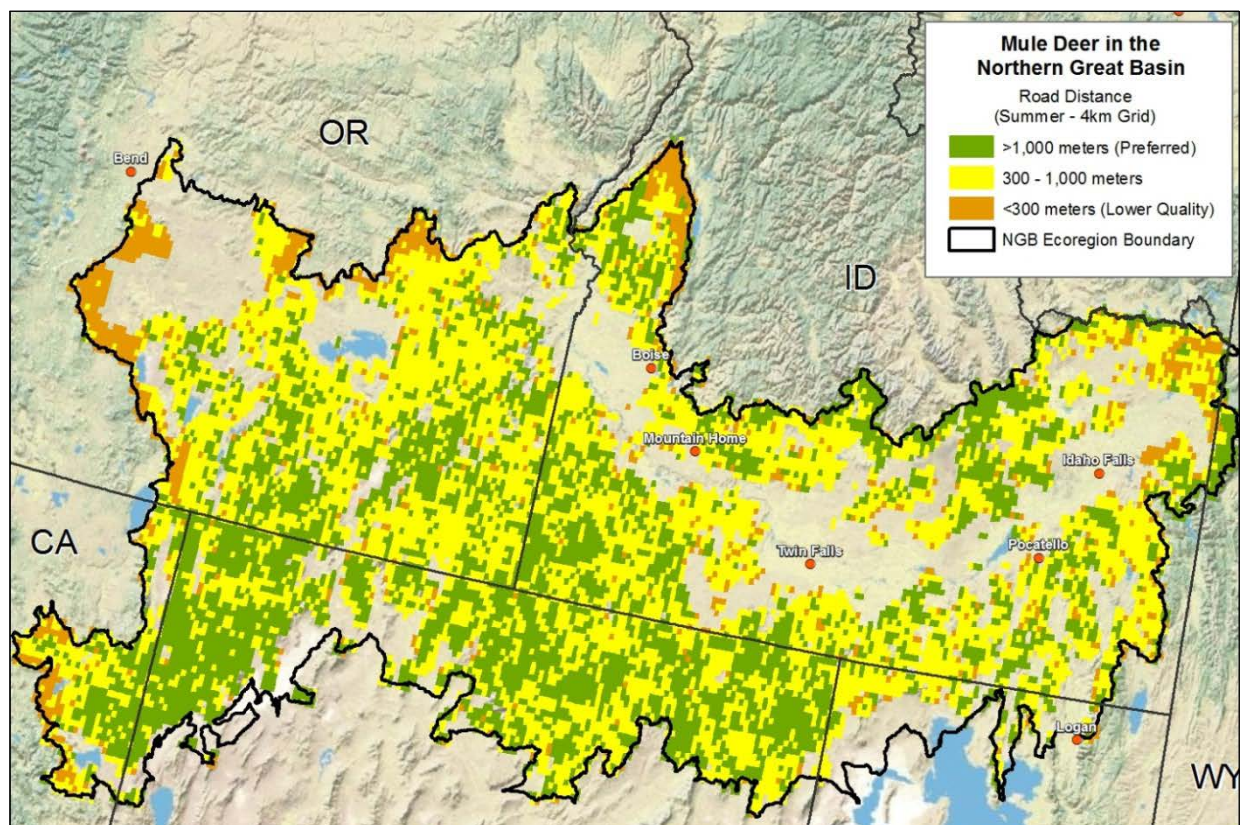 Mule Deer in the
Northern Great Basin
Road Distance
(Summer - 4km Grid)
>1,000 meters (Preferred)
300 - 1,000 meters
<300 meters (Lower Quality)
NGB Ecoregion Boundary
OR
Bend
ID
Boise
Mountain Home
Idaho Falls
CA
Twin Falls
Pocatello
Logan
WY